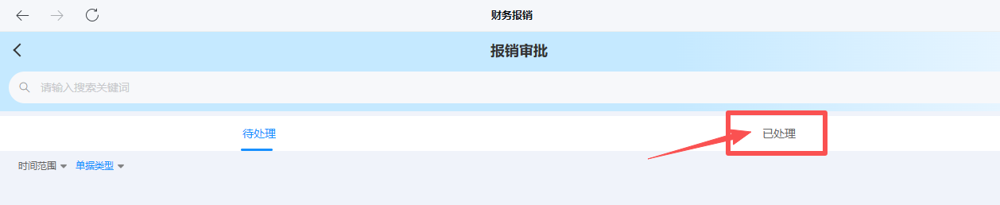 财务报销
报销审批
请输入搜索关键词
待处理 已处理
时间范围 单据类型